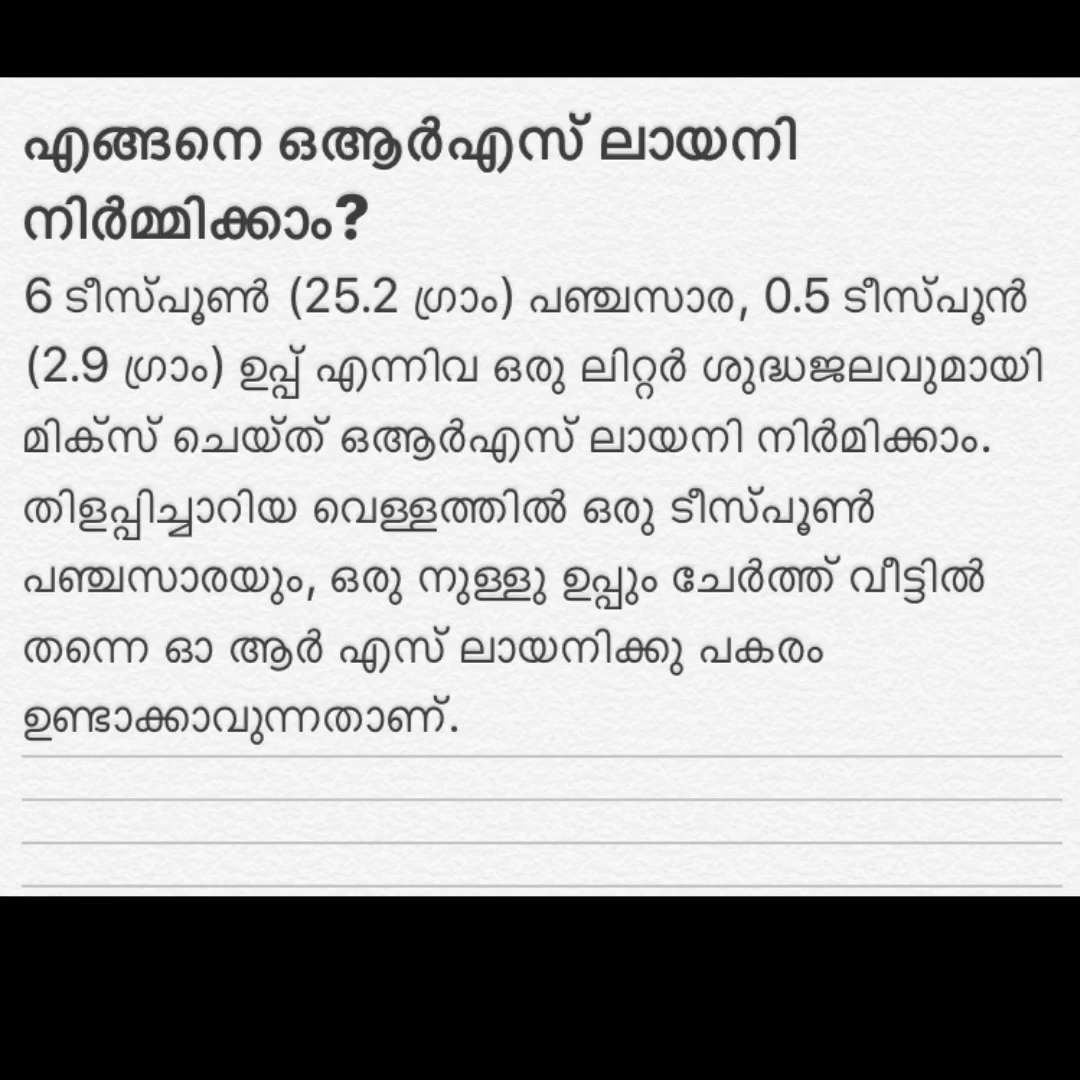 എങ്ങനെ ഒആർഎസ് ലായനി
നിർമ്മിക്കാം?
6 ടീസ്പൂൺ (25.2 ഗ്രാം) പഞ്ചസാര, 0.5 ടീസ്പൂൻ
(2.9 ഗ്രാം) ഉപ്പ് എന്നിവ ഒരു ലിറ്റർ ശുദ്ധജലവുമായി
മിക്സ് ചെയ്ത് ഒആർഎസ് ലായനി നിർമിക്കാം.
തിളപ്പിച്ചാറിയ വെള്ളത്തിൽ ഒരു ടീസ്പൂൺ
പഞ്ചസാരയും, ഒരു നുള്ളു ഉപ്പും ചേർത്ത് വീട്ടിൽ
തന്നെ ഓ ആർ എസ് ലായനിക്കു പകരം
ഉണ്ടാക്കാവുന്നതാണ്.